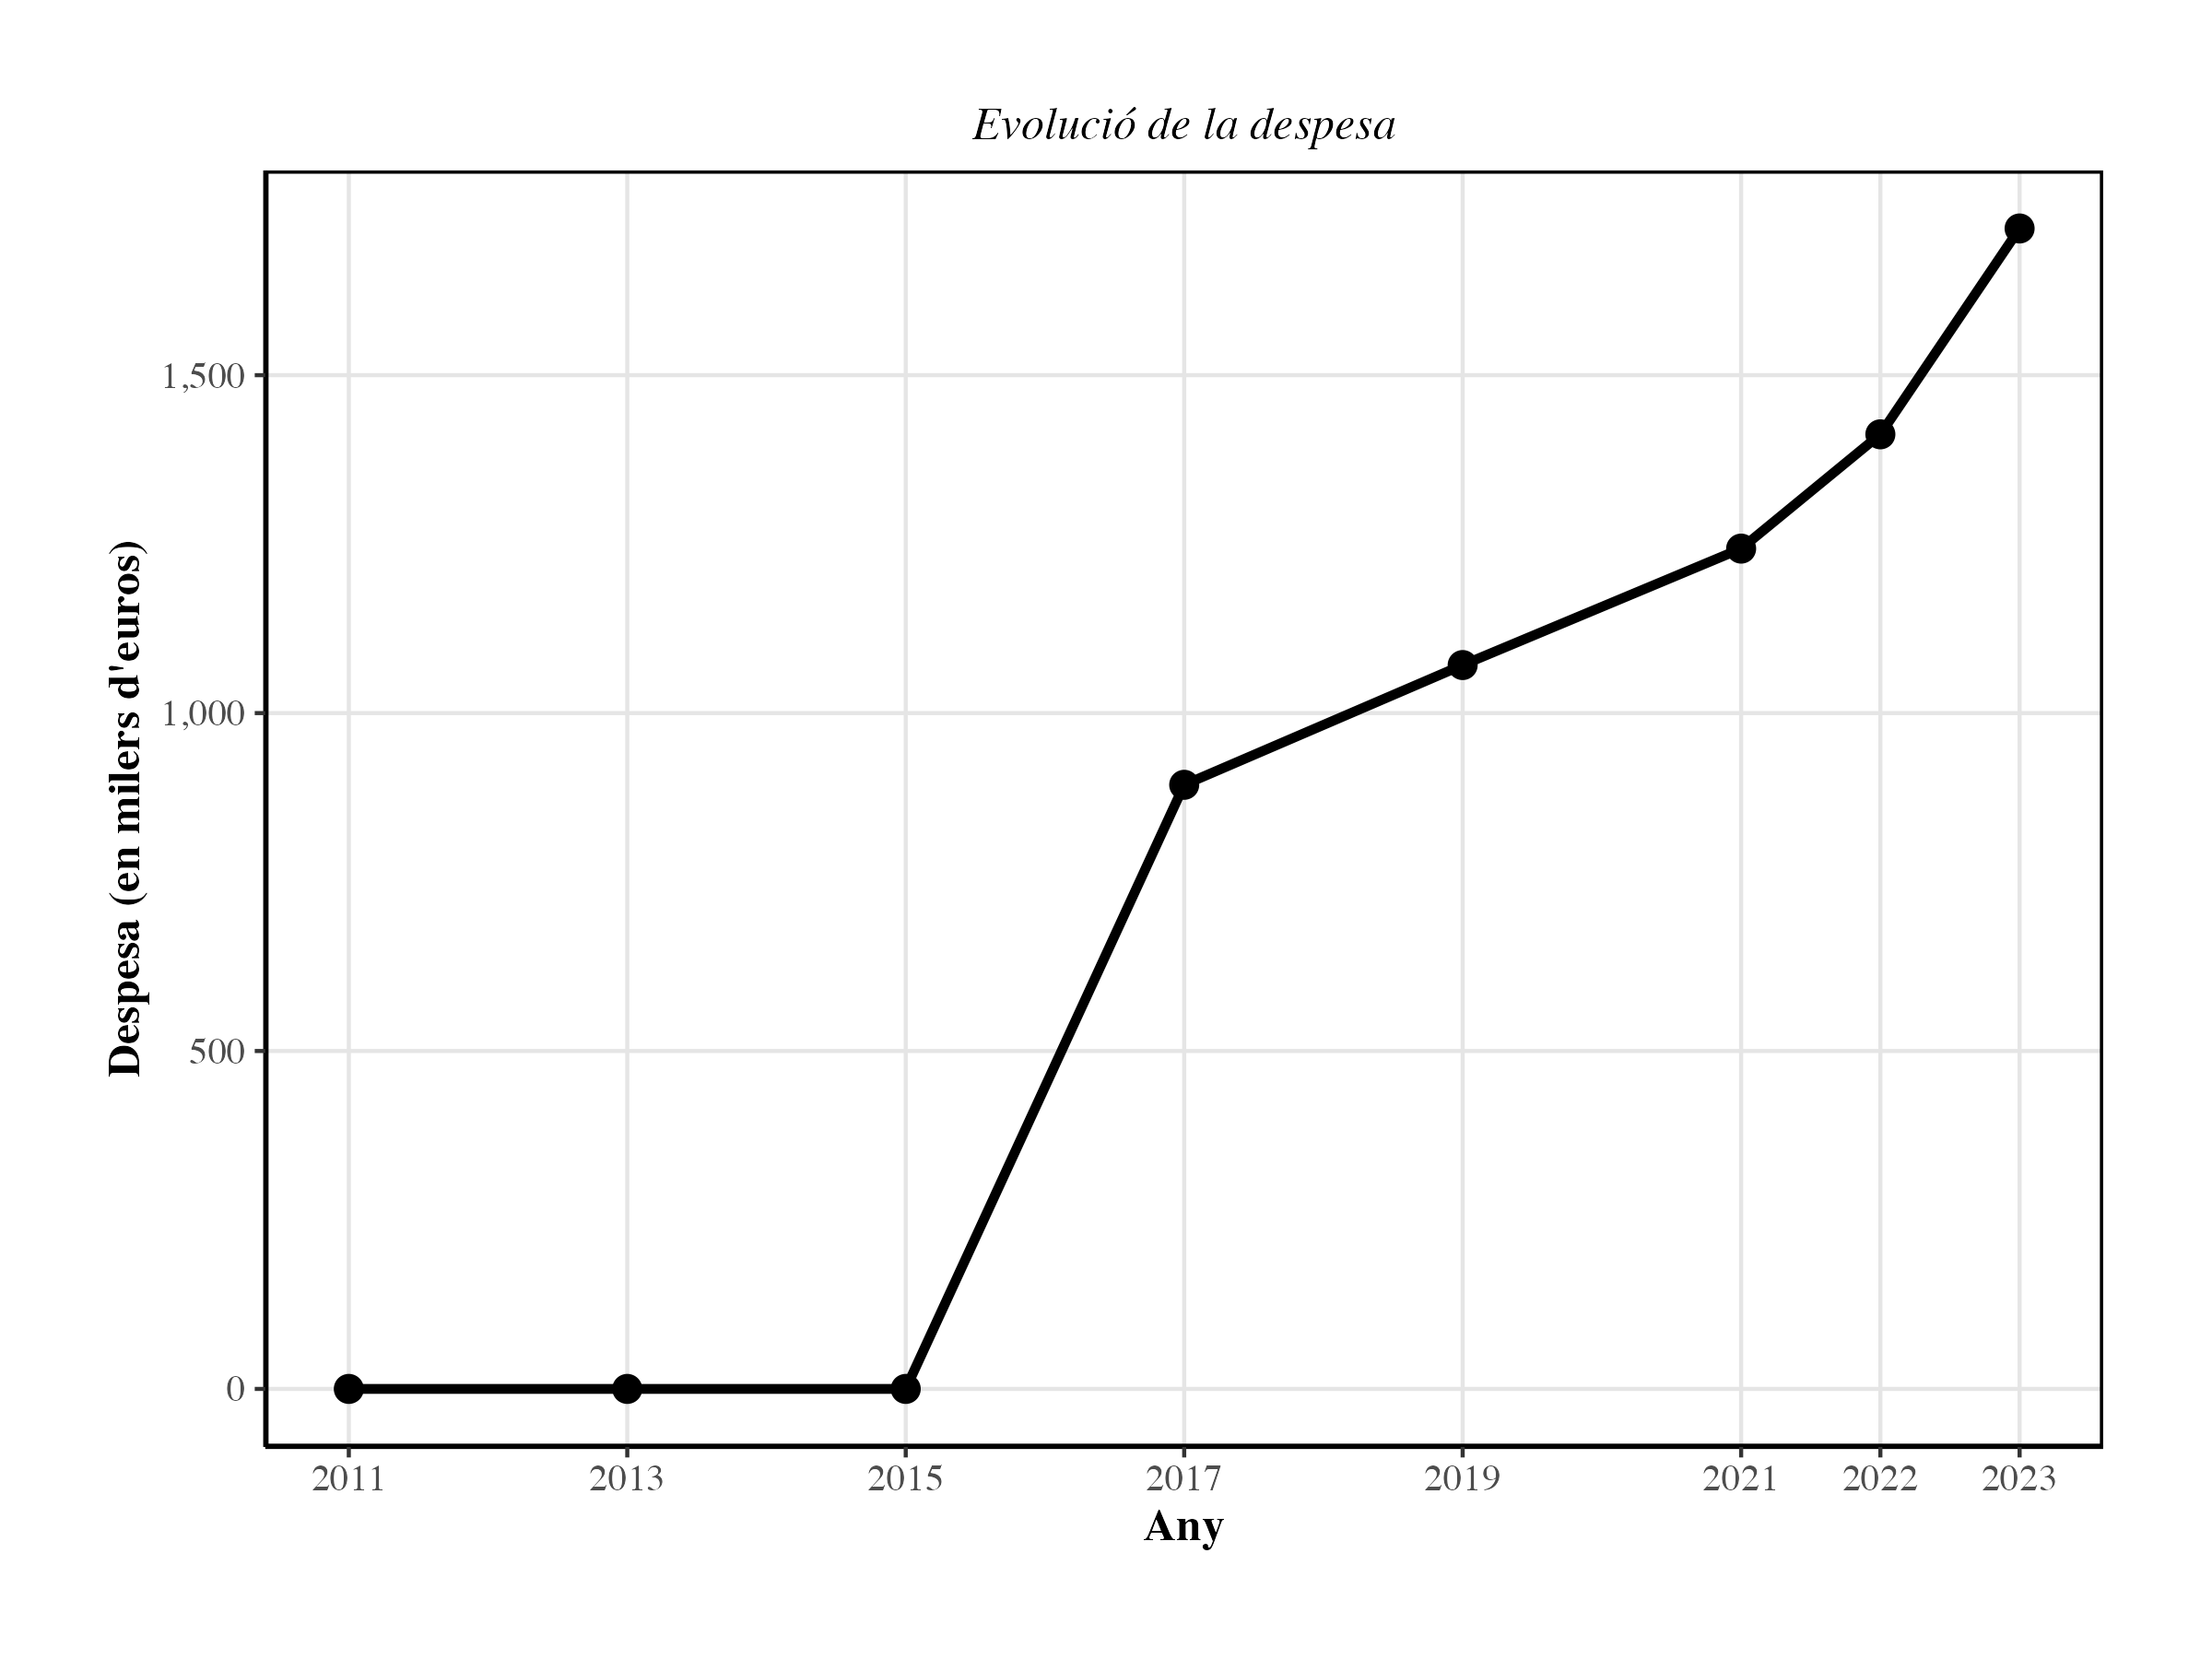 Evolució de la despesa
Despesa (en milers d'euros)
1,500
1,000
500
0
2011 2013 2015 2017 2019 2021 2022 2023
Any